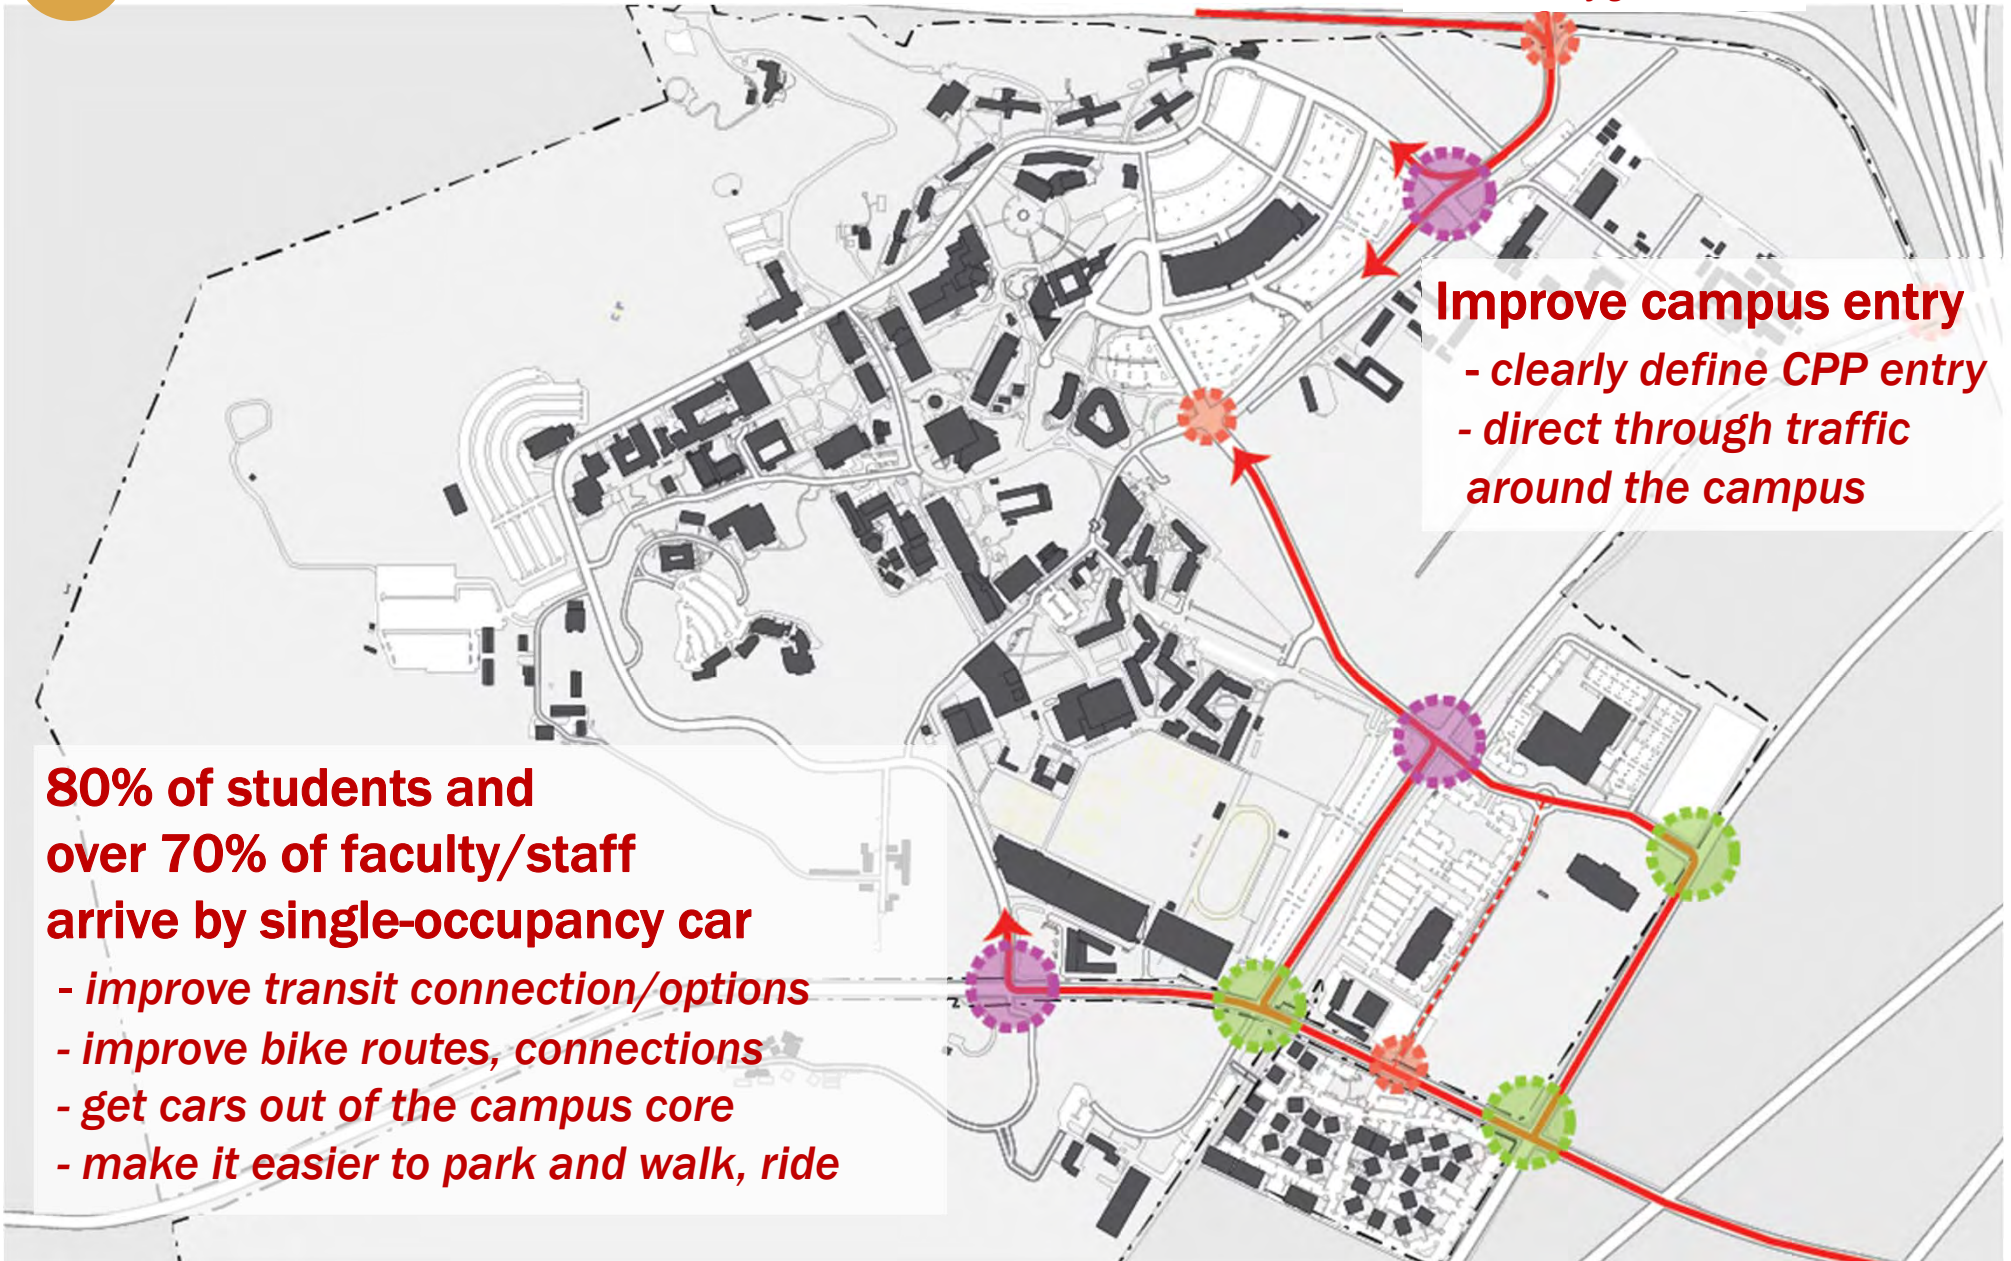 Improve campus entry
- clearly define CPP entry
- direct through traffic
around the campus
80% of students and
over 70% of faculty/staff
arrive by single-occupancy car
- improve transit connection/options
- improve bike routes, connections
- get cars out of the campus core
- make it easier to park and walk, ride